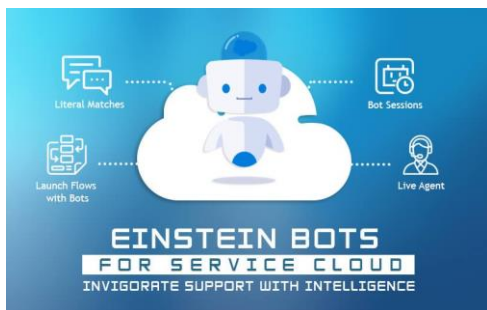 Literal Matches
Bot Sessions
Launch Flows
with Bots
Live Agent
EINSTEIN BOTS
FOR SERVICE CLOUD
INVIGORATE SUPPORT WITH INTELLIGENCE